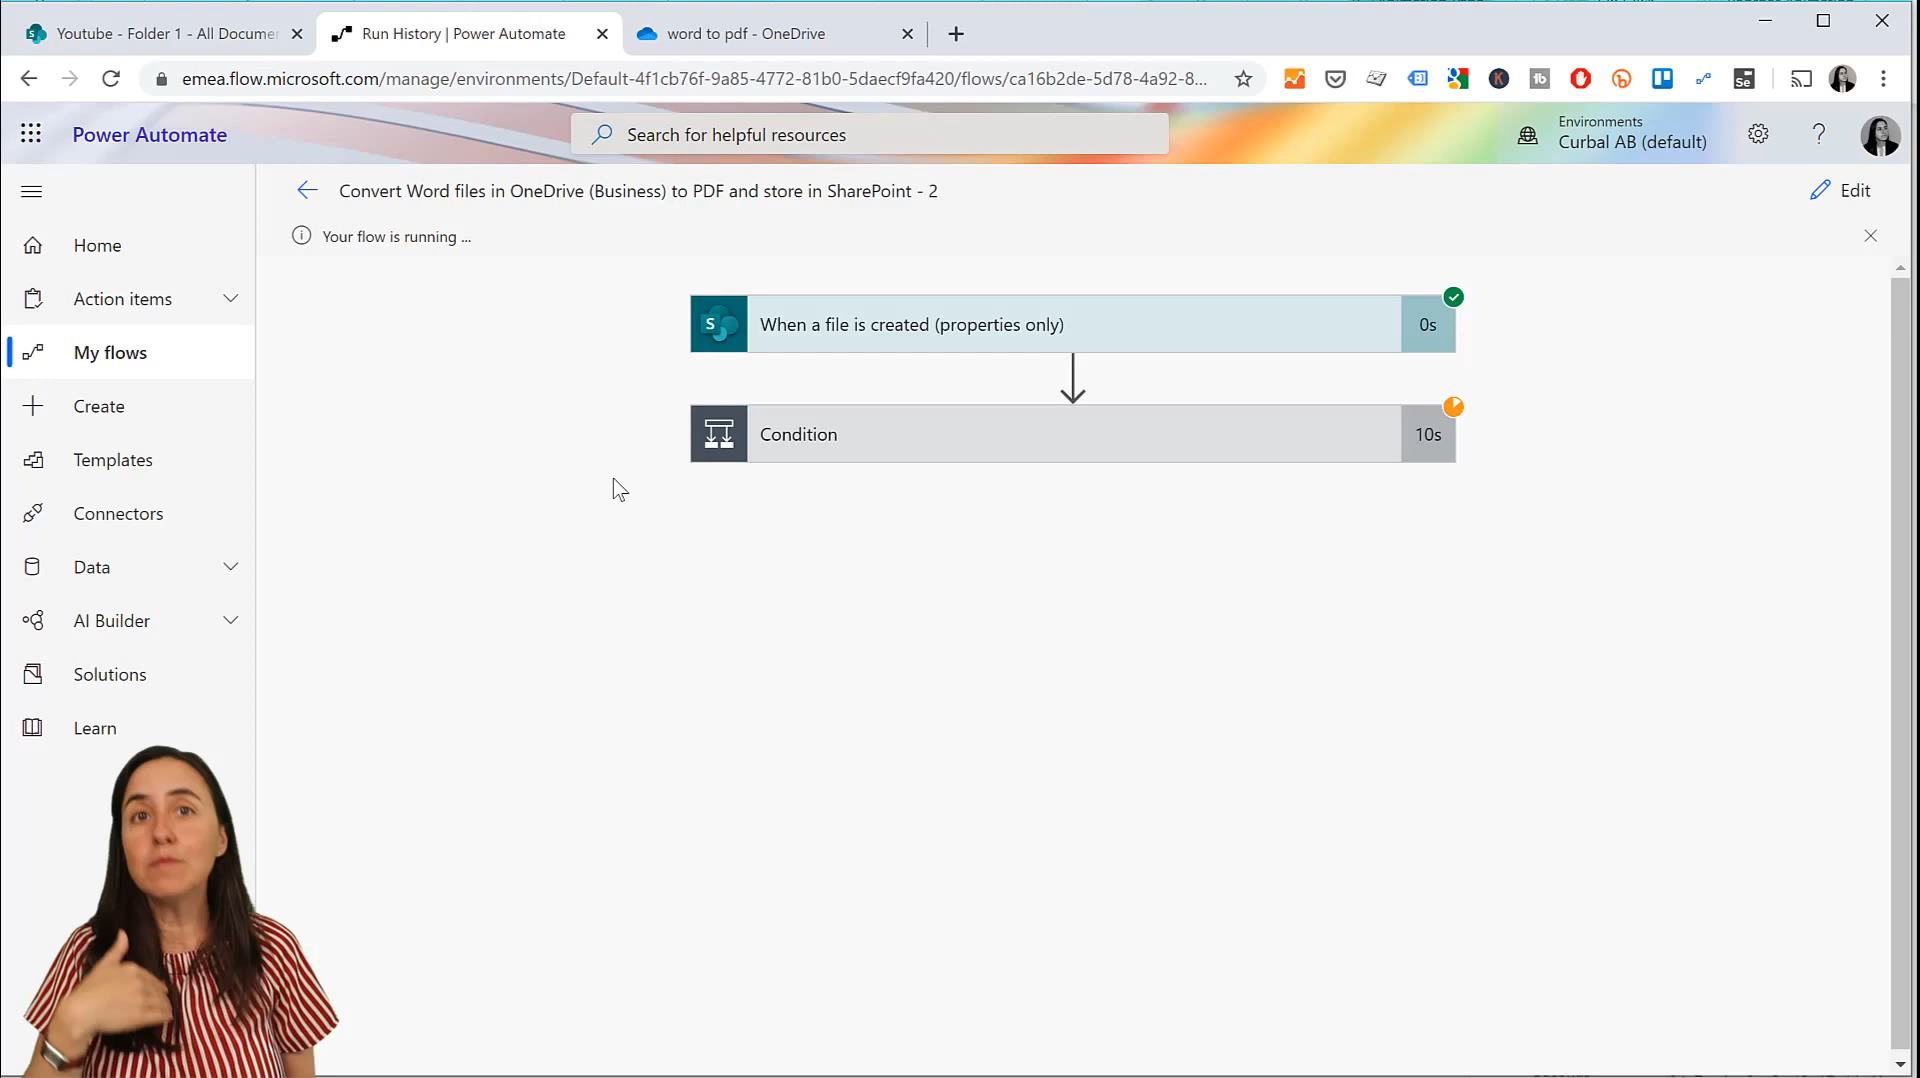 Youtube - Folder 1 - All Docume
Run History | Power Automate
word to pdf - OneDrive
emea.flow.microsoft.com/manage/environments/Default-4f1cb76f-9a85-4772-81b0-5daecf9fa420/flows/ca16b2de-5d78-4a92-8...
Power Automate
Search for helpful resources
Environments
Curbal AB (default)
Convert Word files in OneDrive (Business) to PDF and store in SharePoint - 2
Edit
Your flow is running ...
Home
Action items
My flows
Create
Templates
Connectors
Data
AI Builder
Solutions
Learn
S
When a file is created (properties only)
0s
Condition
10s